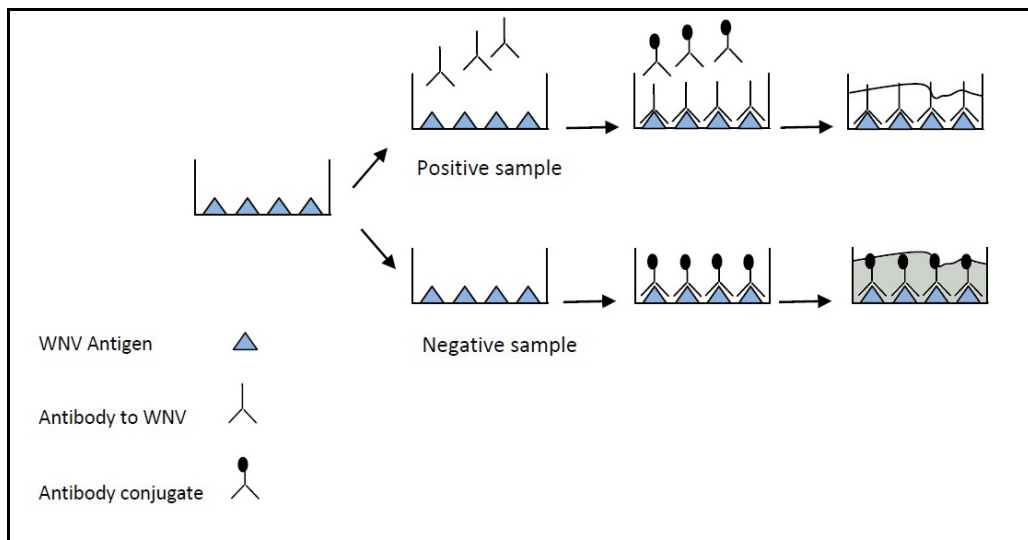 Positive sample
Negative sample
WNV Antigen
Antibody to WNV
Antibody conjugate